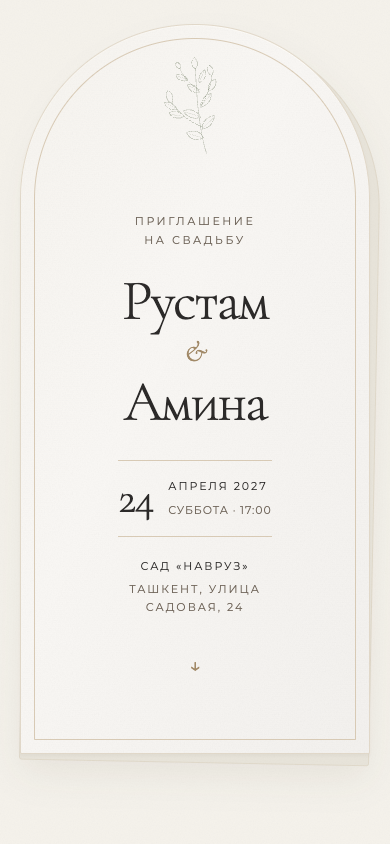 ПРИГЛАШЕНИЕ
НА СВАДЬБУ
Рустам
&
Амина
24
АПРЕЛЯ 2027
СУББОТА · 17:00
САД «НАВРУЗ»
ТАШКЕНТ, УЛИЦА
САДОВАЯ, 24
↓